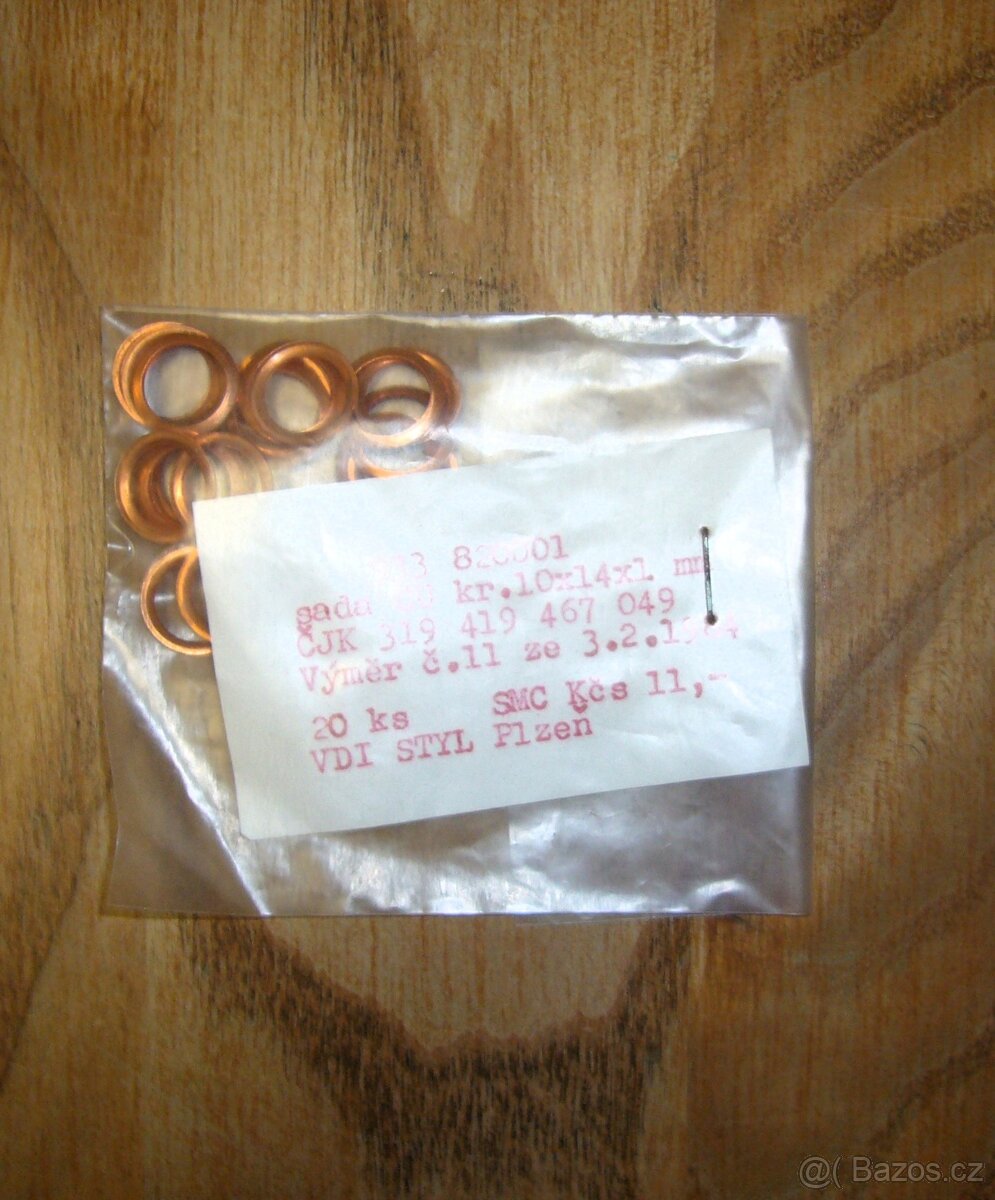 820001
sada kr.10x14x1 mm
ČJK 319 419 467 049
Výměr č.11 ze 3.2.1984
20 ks SMC Kčs 11,-
VDI STYL Plzeň
@( Bazos.cz